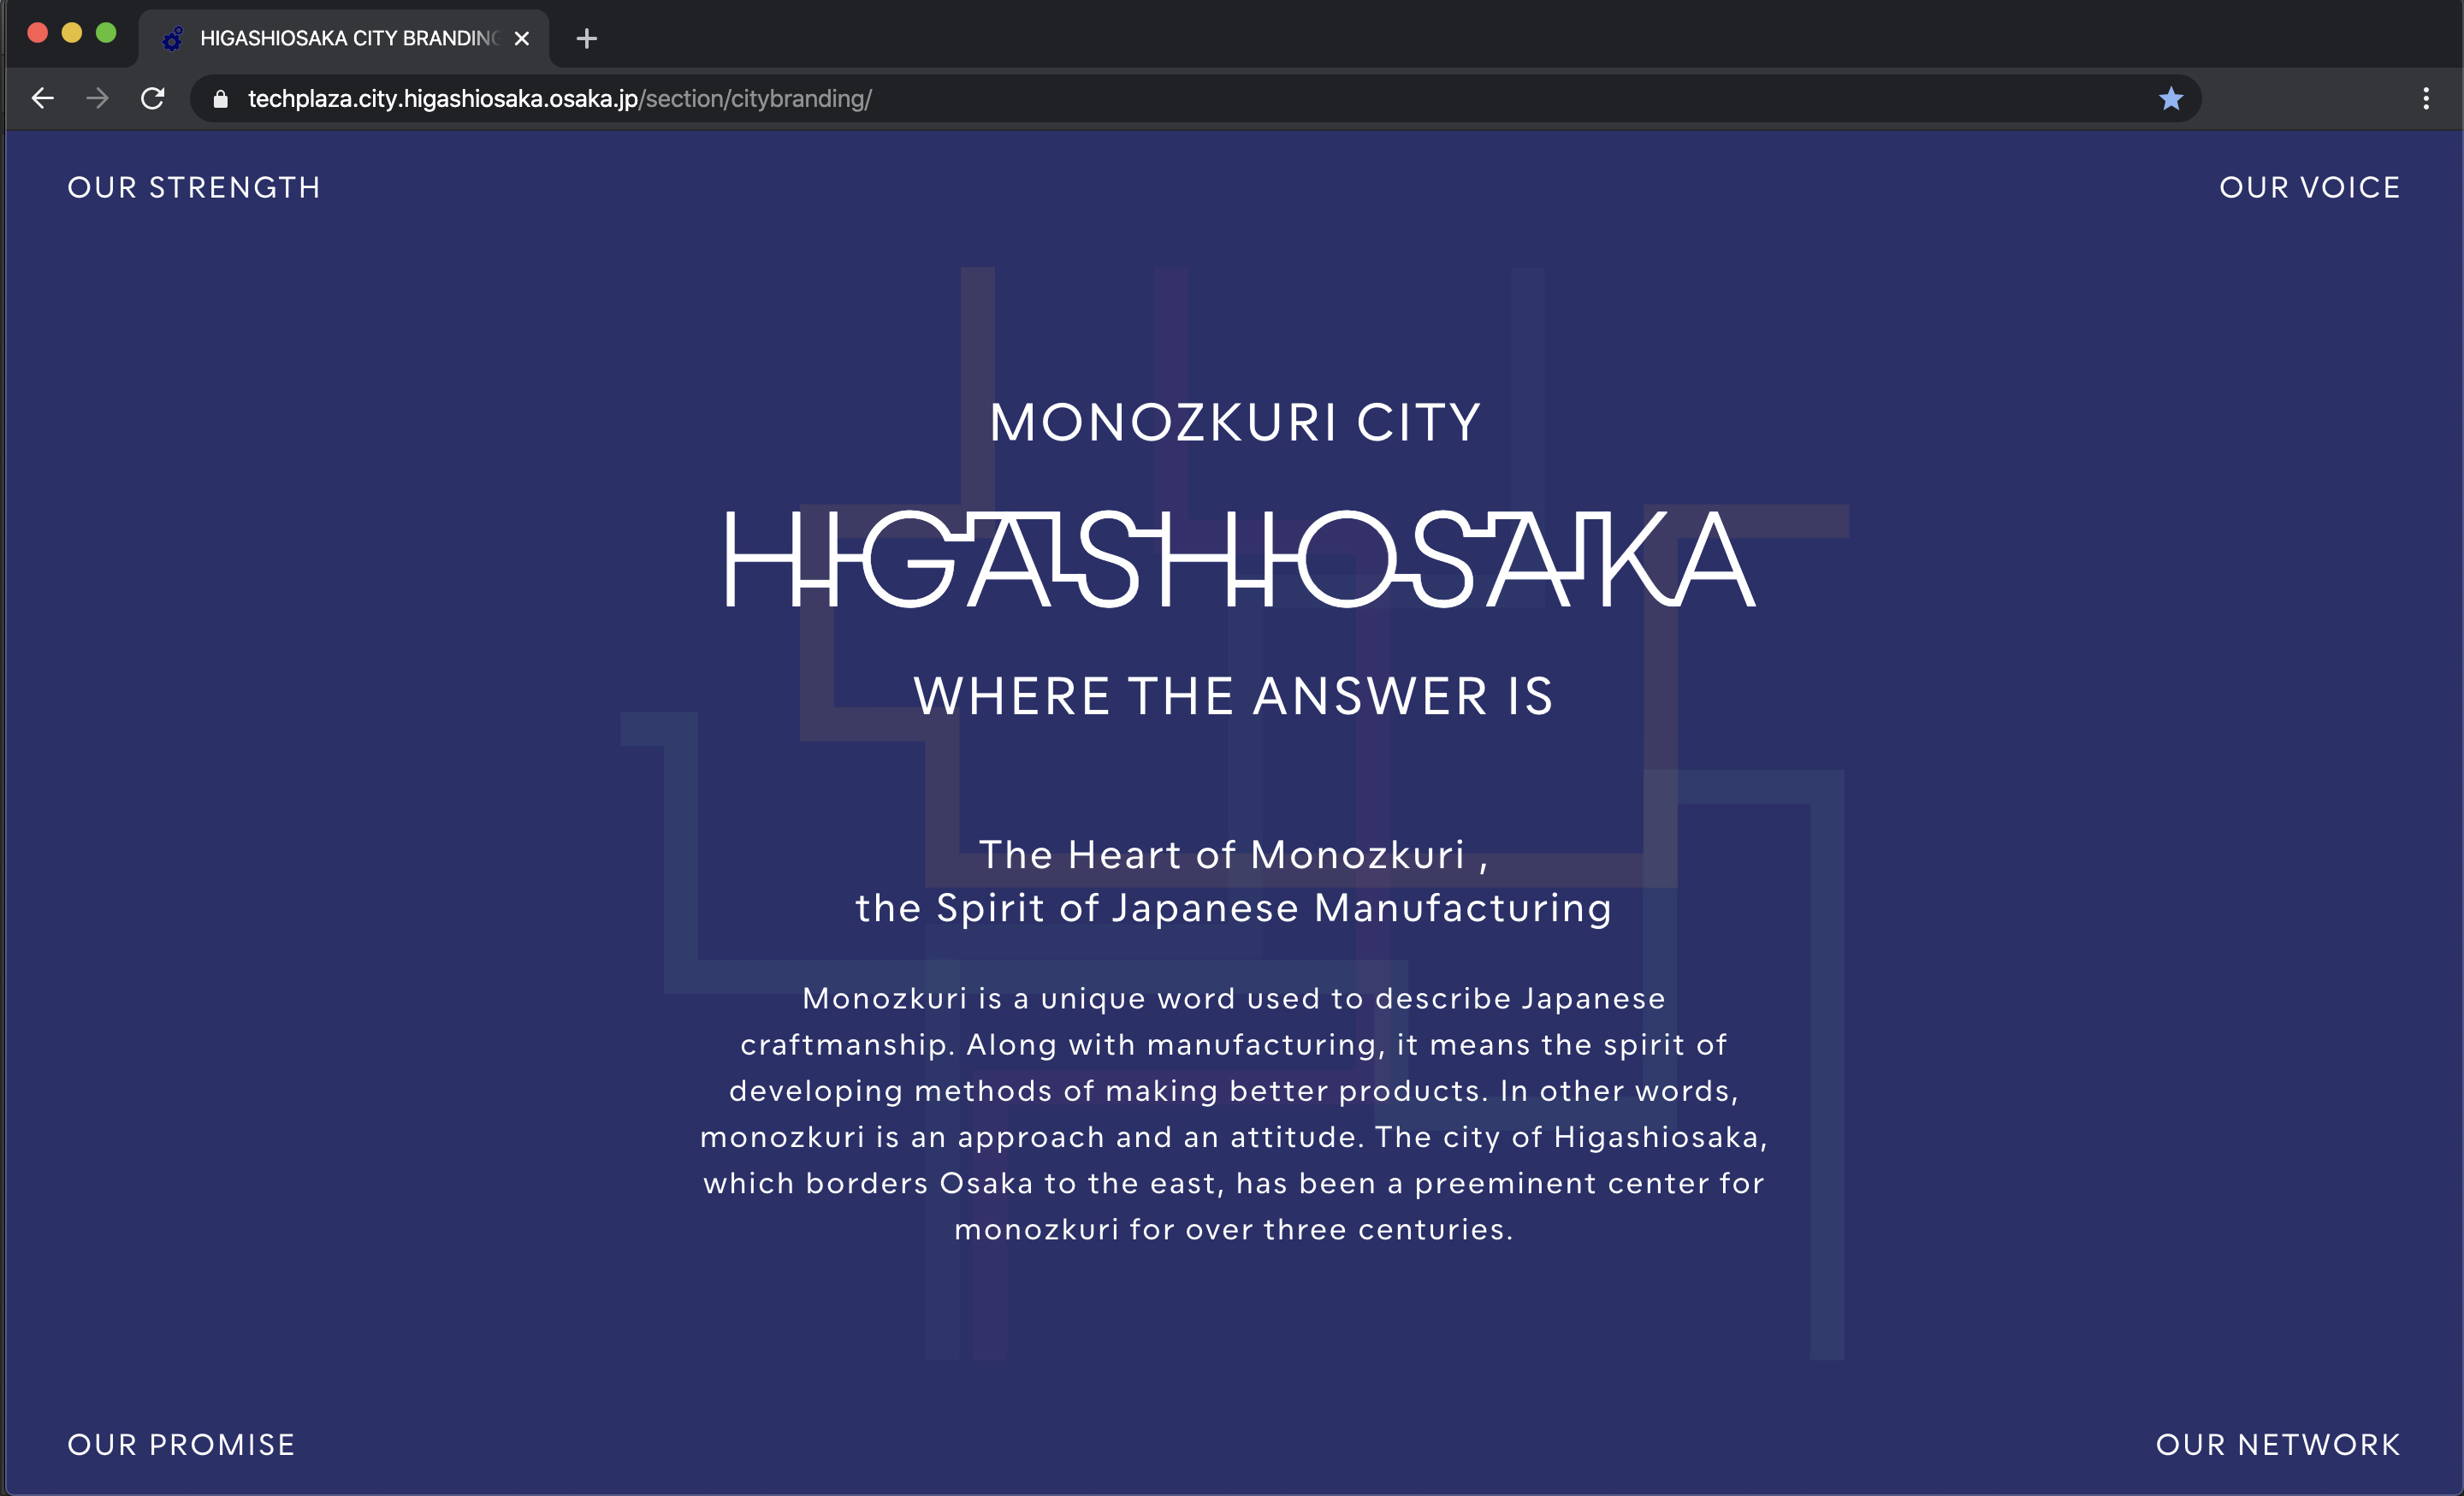 HIGASHIOSAKA CITY BRANDING
techplaza.city.higashiosaka.osaka.jp/section/citybranding/
OUR STRENGTH
OUR VOICE
MONOZKURI CITY
HIGASHIOSAKA
WHERE THE ANSWER IS
The Heart of Monozkuri ,
the Spirit of Japanese Manufacturing
Monozkuri is a unique word used to describe Japanese
craftmanship. Along with manufacturing, it means the spirit of
developing methods of making better products. In other words,
monozkuri is an approach and an attitude. The city of Higashiosaka,
which borders Osaka to the east, has been a preeminent center for
monozkuri for over three centuries.
OUR PROMISE
OUR NETWORK